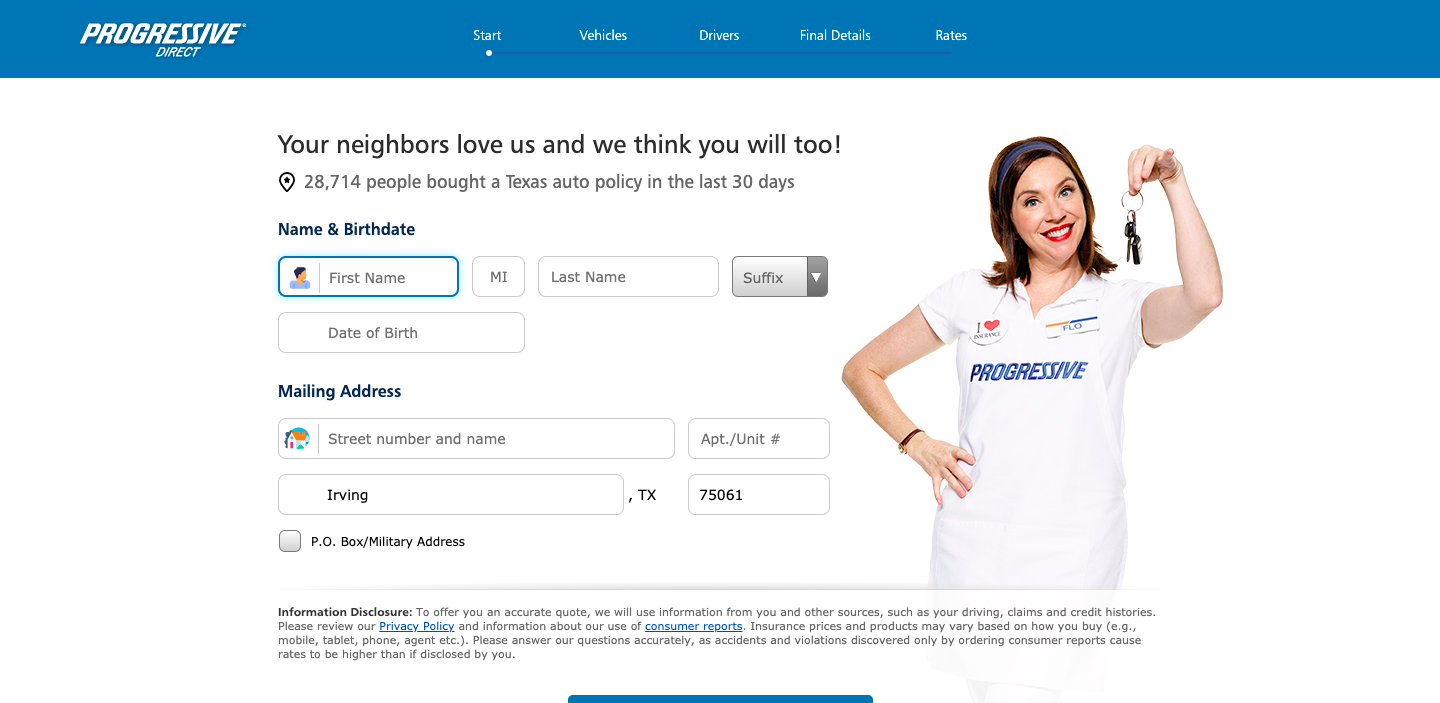 PROGRESSIVE®
DIRECT
Start
Vehicles
Drivers
Final Details
Rates
Your neighbors love us and we think you will too!
28,714 people bought a Texas auto policy in the last 30 days
Name & Birthdate
First Name
MI
Last Name
Suffix
Date of Birth
I ❤
INSURANCE
FLO
PROGRESSIVE
Mailing Address
Street number and name
Apt./Unit #
Irving
, TX
75061
P.O. Box/Military Address
Information Disclosure: To offer you an accurate quote, we will use information from you and other sources, such as your driving, claims and credit histories.
Please review our Privacy Policy and information about our use of consumer reports. Insurance prices and products may vary based on how you buy (e.g.,
mobile, tablet, phone, agent etc.). Please answer our questions accurately, as accidents and violations discovered only by ordering consumer reports cause
rates to be higher than if disclosed by you.